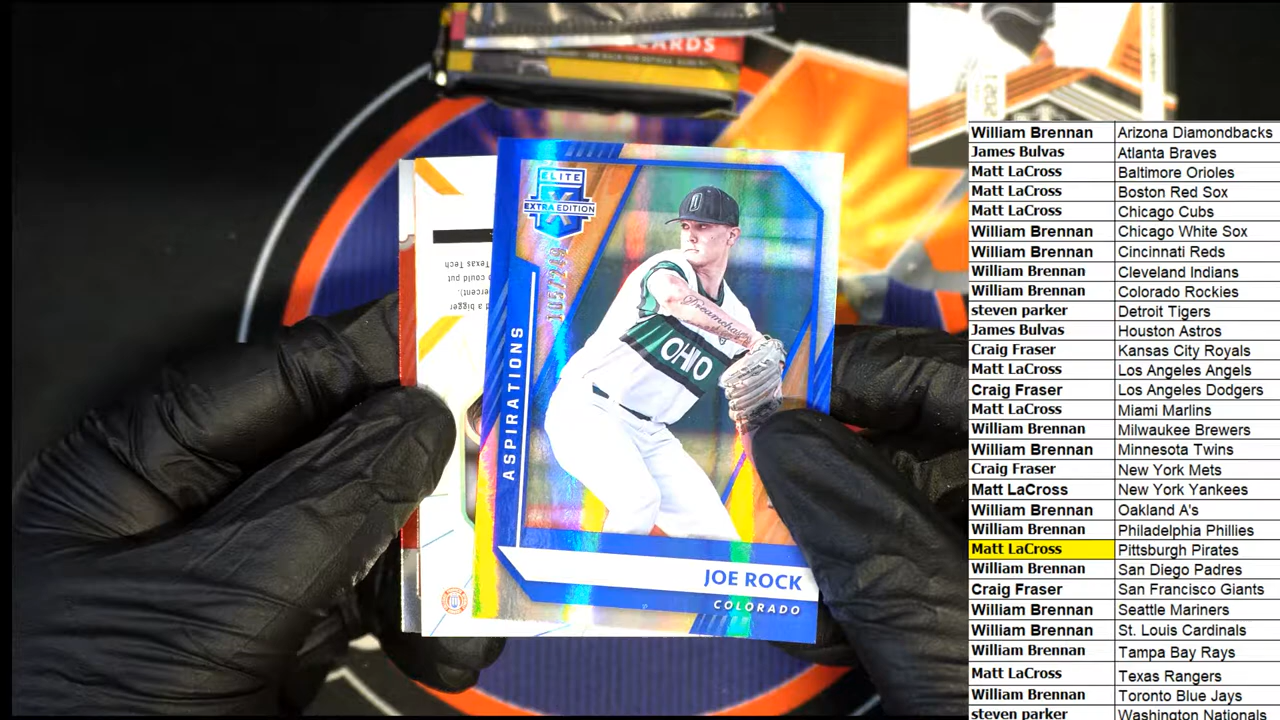 CARDS
ELITE
EXTRA EDITION
ASPIRATIONS
Dreamchaser
OHIO
JOE ROCK
COLORADO
Texas Tech
o could put
percent).
d a bigger
William Brennan Arizona Diamondbacks
James Bulvas Atlanta Braves
Matt LaCross Baltimore Orioles
Matt LaCross Boston Red Sox
Matt LaCross Chicago Cubs
William Brennan Chicago White Sox
William Brennan Cincinnati Reds
William Brennan Cleveland Indians
William Brennan Colorado Rockies
steven parker Detroit Tigers
James Bulvas Houston Astros
Craig Fraser Kansas City Royals
Matt LaCross Los Angeles Angels
Craig Fraser Los Angeles Dodgers
Matt LaCross Miami Marlins
William Brennan Milwaukee Brewers
William Brennan Minnesota Twins
Craig Fraser New York Mets
Matt LaCross New York Yankees
William Brennan Oakland A's
William Brennan Philadelphia Phillies
Matt LaCross Pittsburgh Pirates
William Brennan San Diego Padres
Craig Fraser San Francisco Giants
William Brennan Seattle Mariners
William Brennan St. Louis Cardinals
William Brennan Tampa Bay Rays
Matt LaCross Texas Rangers
William Brennan Toronto Blue Jays
steven parker Washington Nationals